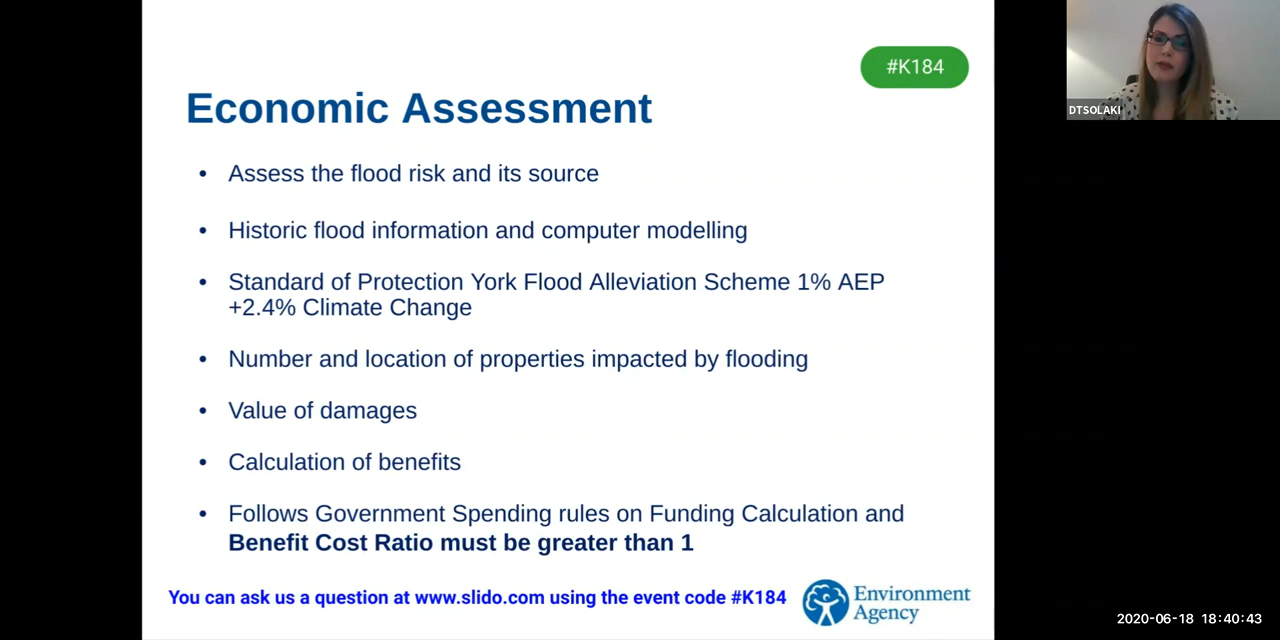 #K184
DTSOLAKI
Economic Assessment
• Assess the flood risk and its source
• Historic flood information and computer modelling
• Standard of Protection York Flood Alleviation Scheme 1% AEP
+2.4% Climate Change
• Number and location of properties impacted by flooding
• Value of damages
• Calculation of benefits
• Follows Government Spending rules on Funding Calculation and
Benefit Cost Ratio must be greater than 1
You can ask us a question at www.slido.com using the event code #K184
Environment
Agency
2020-06-18 18:40:43